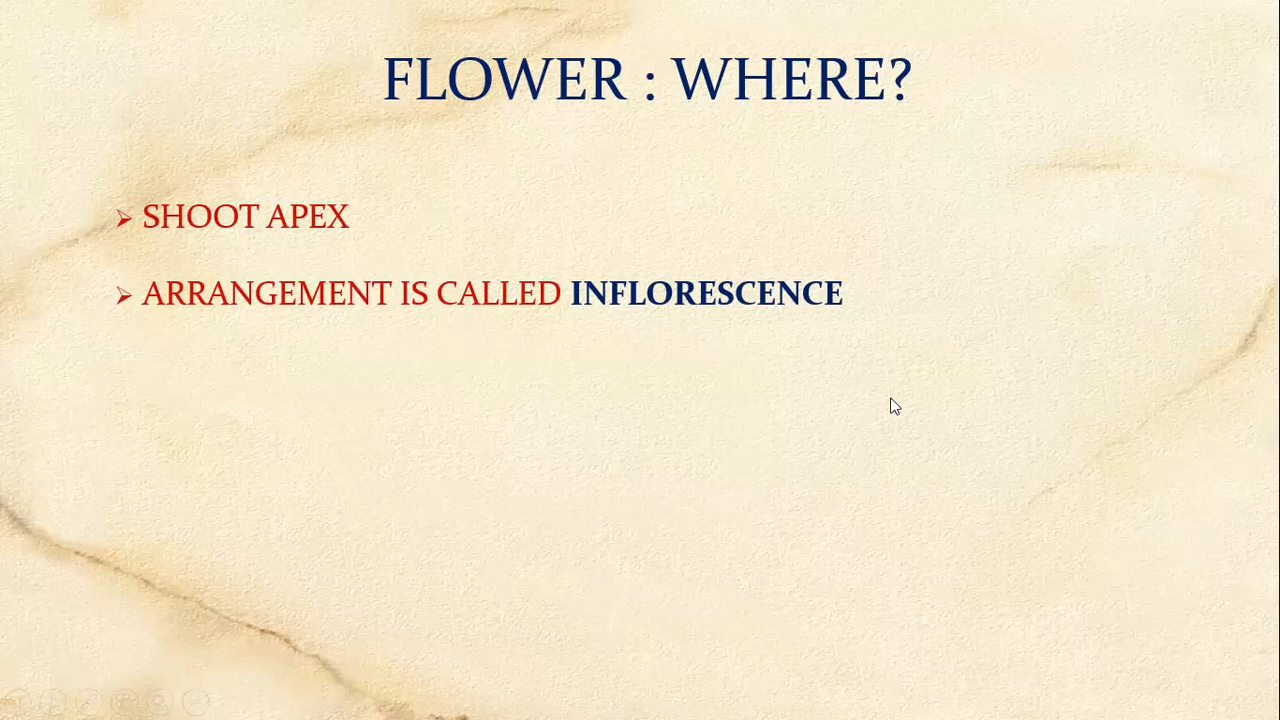 FLOWER : WHERE?
SHOOT APEX
ARRANGEMENT IS CALLED INFLORESCENCE